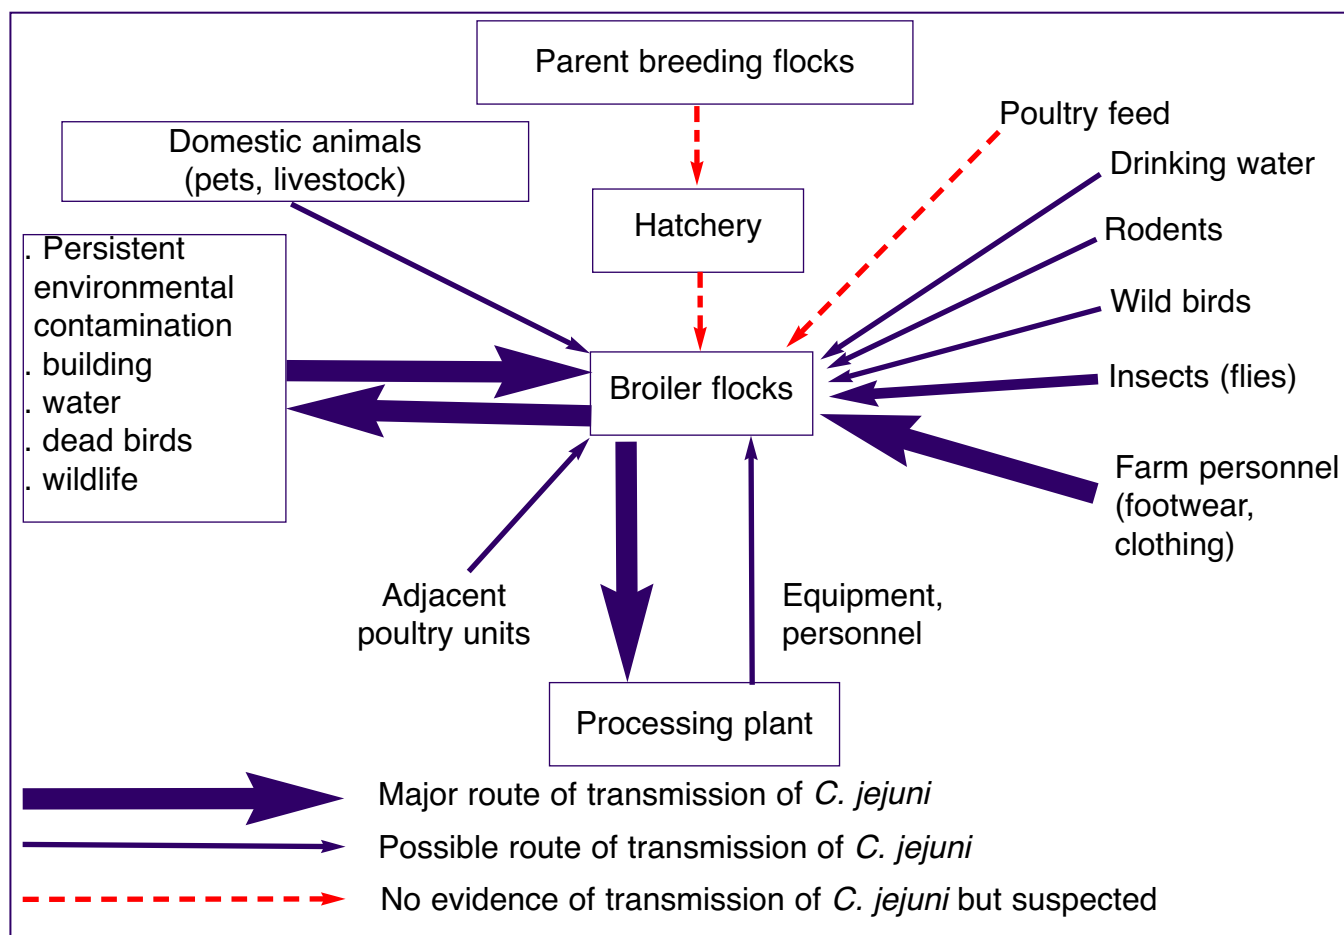 Parent breeding flocks
Poultry feed
Domestic animals
(pets, livestock)
Drinking water
Hatchery
Rodents
. Persistent
environmental
contamination
. building
. water
. dead birds
. wildlife
Wild birds
Broiler flocks
Insects (flies)
Farm personnel
(footwear,
clothing)
Adjacent
poultry units
Equipment,
personnel
Processing plant
Major route of transmission of C. jejuni
Possible route of transmission of C. jejuni
No evidence of transmission of C. jejuni but suspected